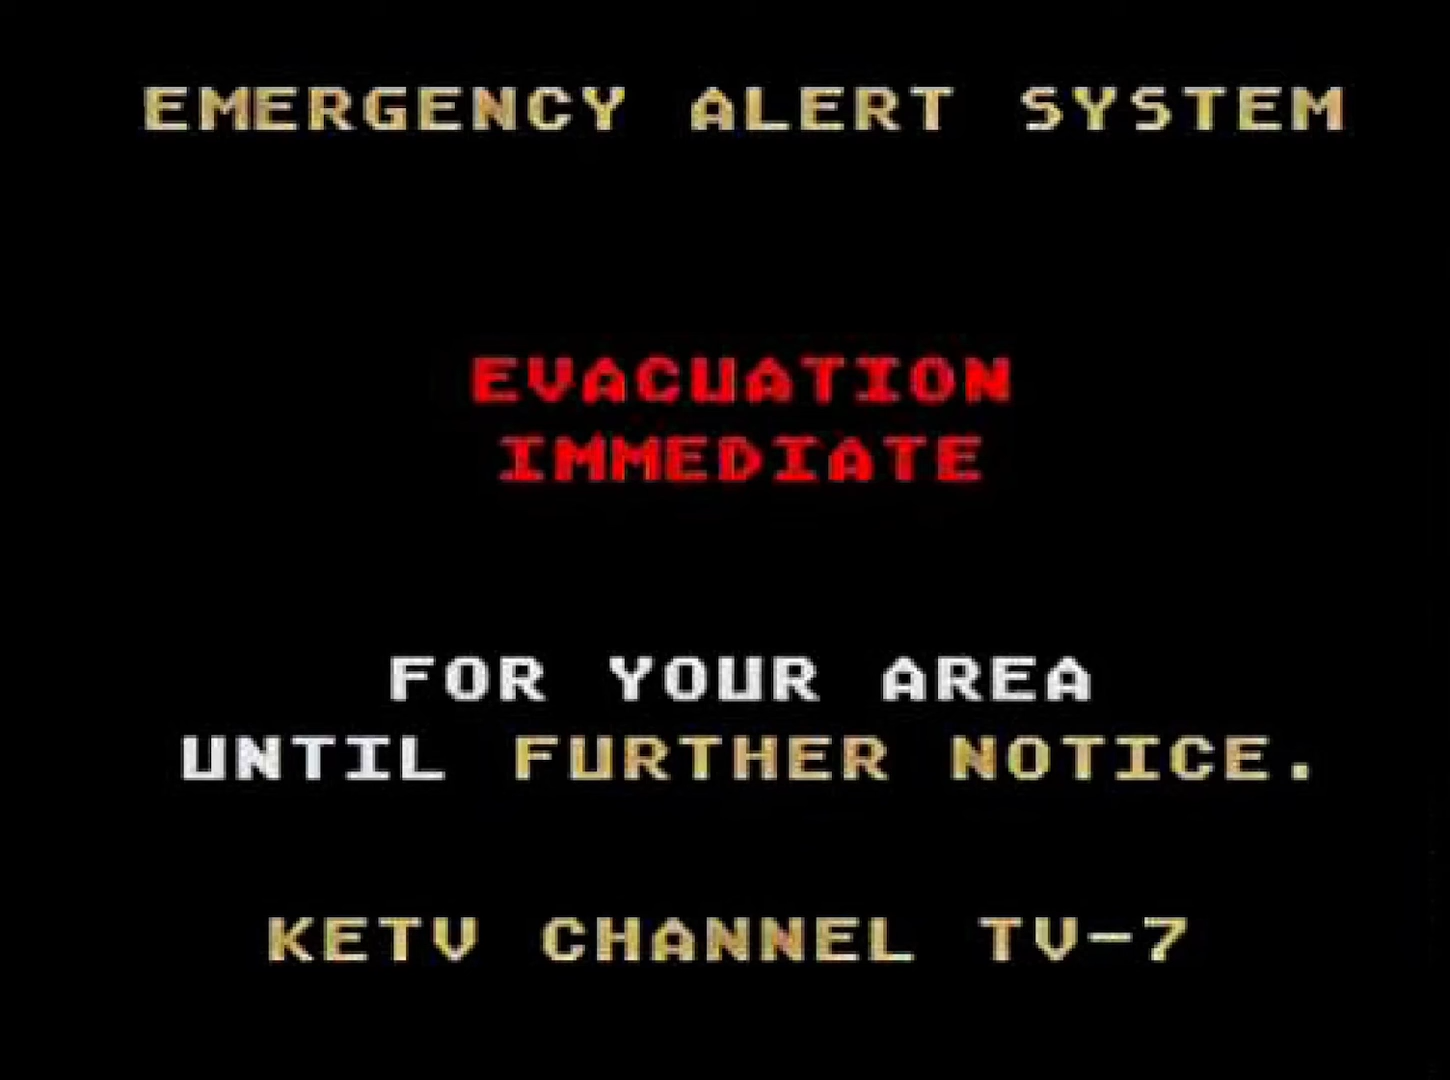 EMERGENCY ALERT SYSTEM
EVACUATION
IMMEDIATE
FOR YOUR AREA
UNTIL FURTHER NOTICE.
KETV CHANNEL TV-7